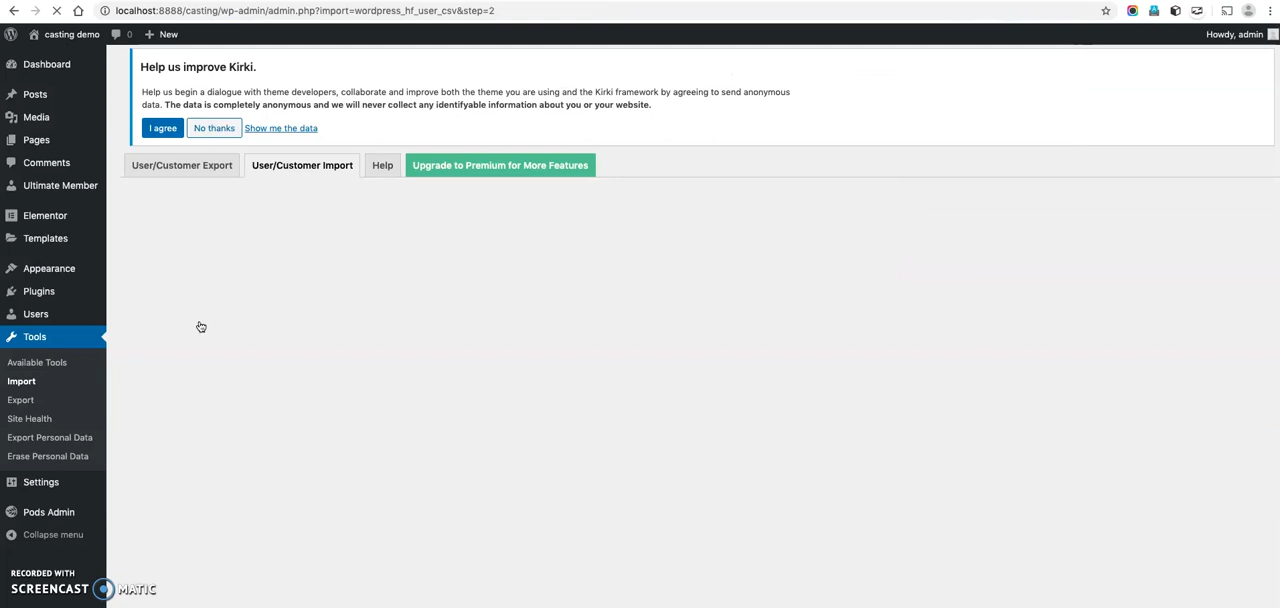 localhost:8888/casting/wp-admin/admin.php?import=wordpress_hf_user_csv&step=2
casting demo
0
New
Howdy, admin
Dashboard
Posts
Media
Pages
Comments
Ultimate Member
Elementor
Templates
Appearance
Plugins
Users
Tools
Available Tools
Import
Export
Site Health
Export Personal Data
Erase Personal Data
Settings
Pods Admin
Collapse menu
Help us improve Kirki.
Help us begin a dialogue with theme developers, collaborate and improve both the theme you are using and the Kirki framework by agreeing to send anonymous
data. The data is completely anonymous and we will never collect any identifyable information about you or your website.
I agree
No thanks
Show me the data
User/Customer Export
User/Customer Import
Help
Upgrade to Premium for More Features
RECORDED WITH
SCREENCAST MATIC